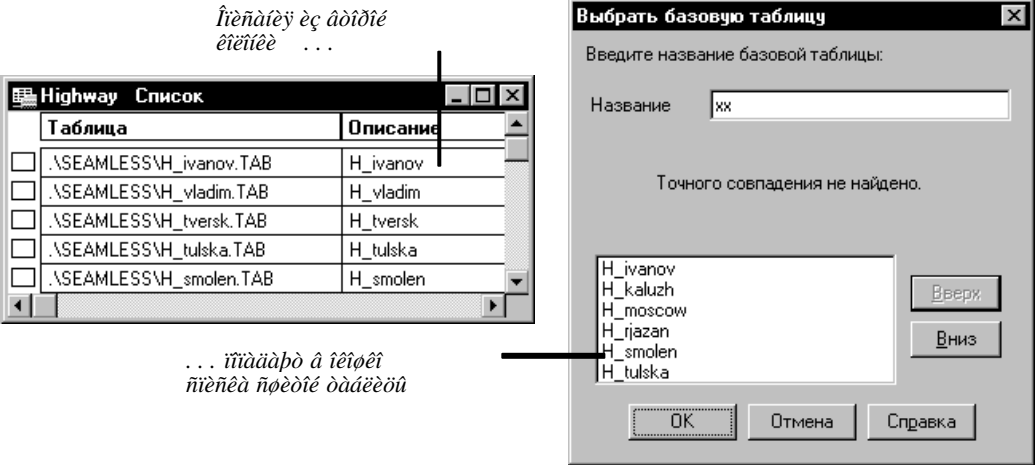 Îïèñàíèÿ èç âòîðîé
êîëîíêè . . .
Highway Список
Таблица Описание
.\SEAMLESS\H_ivanov.TAB H_ivanov
.\SEAMLESS\H_vladim.TAB H_vladim
.\SEAMLESS\H_tversk.TAB H_tversk
.\SEAMLESS\H_tulska.TAB H_tulska
.\SEAMLESS\H_smolen.TAB H_smolen
. . . ïîïàäàþò â îêîøêî
ñïèñêà ñøèòîé òàáëèöû
Выбрать базовую таблицу
Введите название базовой таблицы:
Название xx
Точного совпадения не найдено.
H_ivanov
H_kaluzh
H_moscow
H_rjazan
H_smolen
H_tulska
Вверх
Вниз
OK Отмена Справка